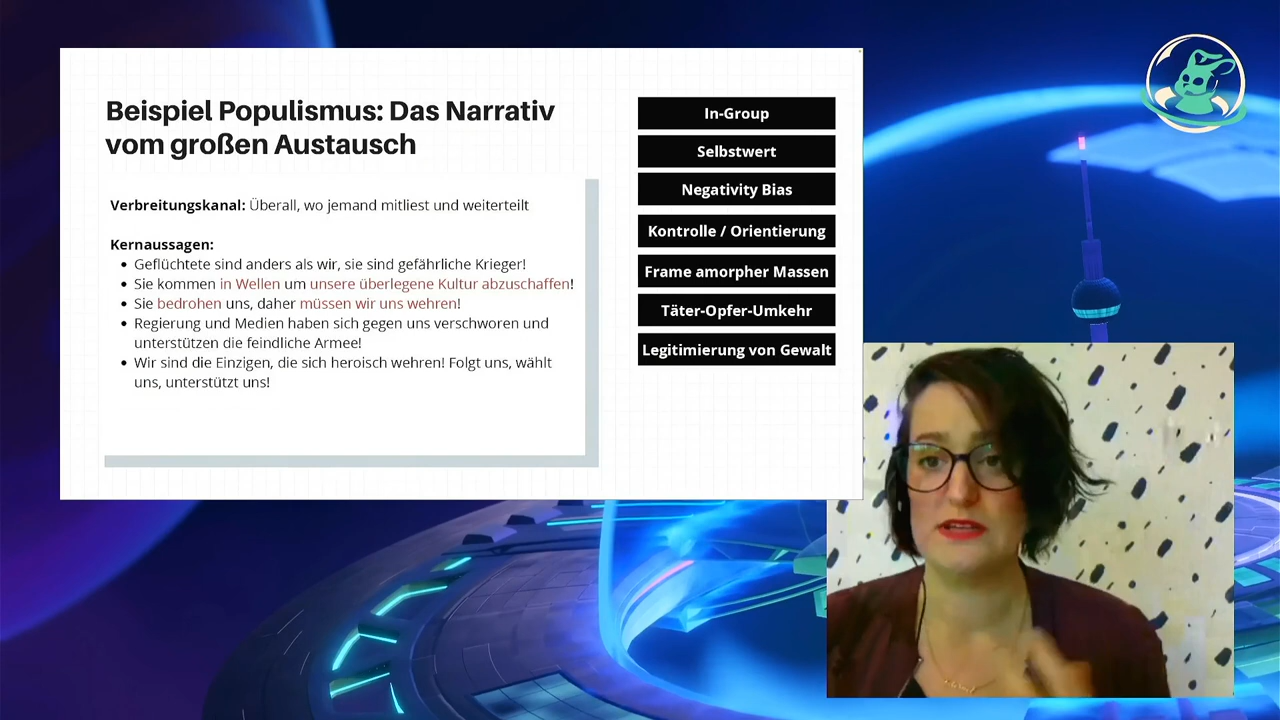 Beispiel Populismus: Das Narrativ
vom großen Austausch
Verbreitungskanal: Überall, wo jemand mitliest und weiterteilt
Kernaussagen:
• Geflüchtete sind anders als wir, sie sind gefährliche Krieger!
• Sie kommen in Wellen um unsere überlegene Kultur abzuschaffen!
• Sie bedrohen uns, daher müssen wir uns wehren!
• Regierung und Medien haben sich gegen uns verschworen und
unterstützen die feindliche Armee!
• Wir sind die Einzigen, die sich heroisch wehren! Folgt uns, wählt
uns, unterstützt uns!
In-Group
Selbstwert
Negativity Bias
Kontrolle / Orientierung
Frame amorpher Massen
Täter-Opfer-Umkehr
Legitimierung von Gewalt